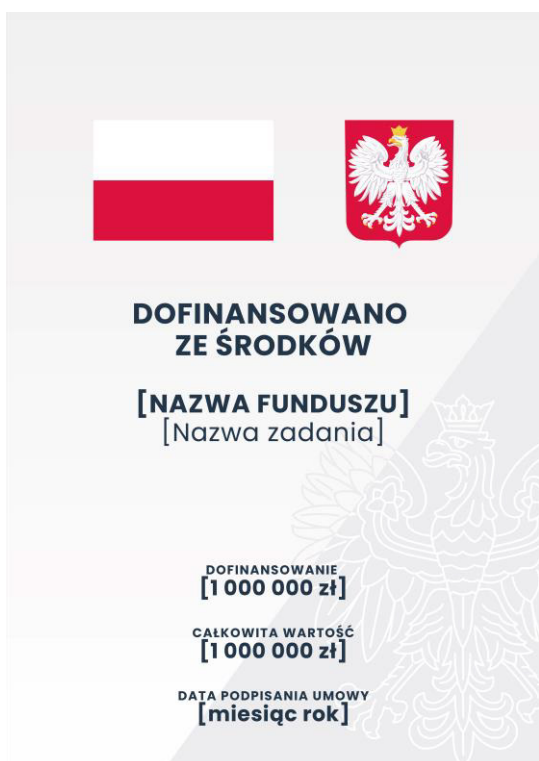 DOFINANSOWANO
ZE ŚRODKÓW
[NAZWA FUNDUSZU]
[Nazwa zadania]
DOFINANSOWANIE
[1 000 000 zł]
CAŁKOWITA WARTOŚĆ
[1 000 000 zł]
DATA PODPISANIA UMOWY
[miesiąc rok]